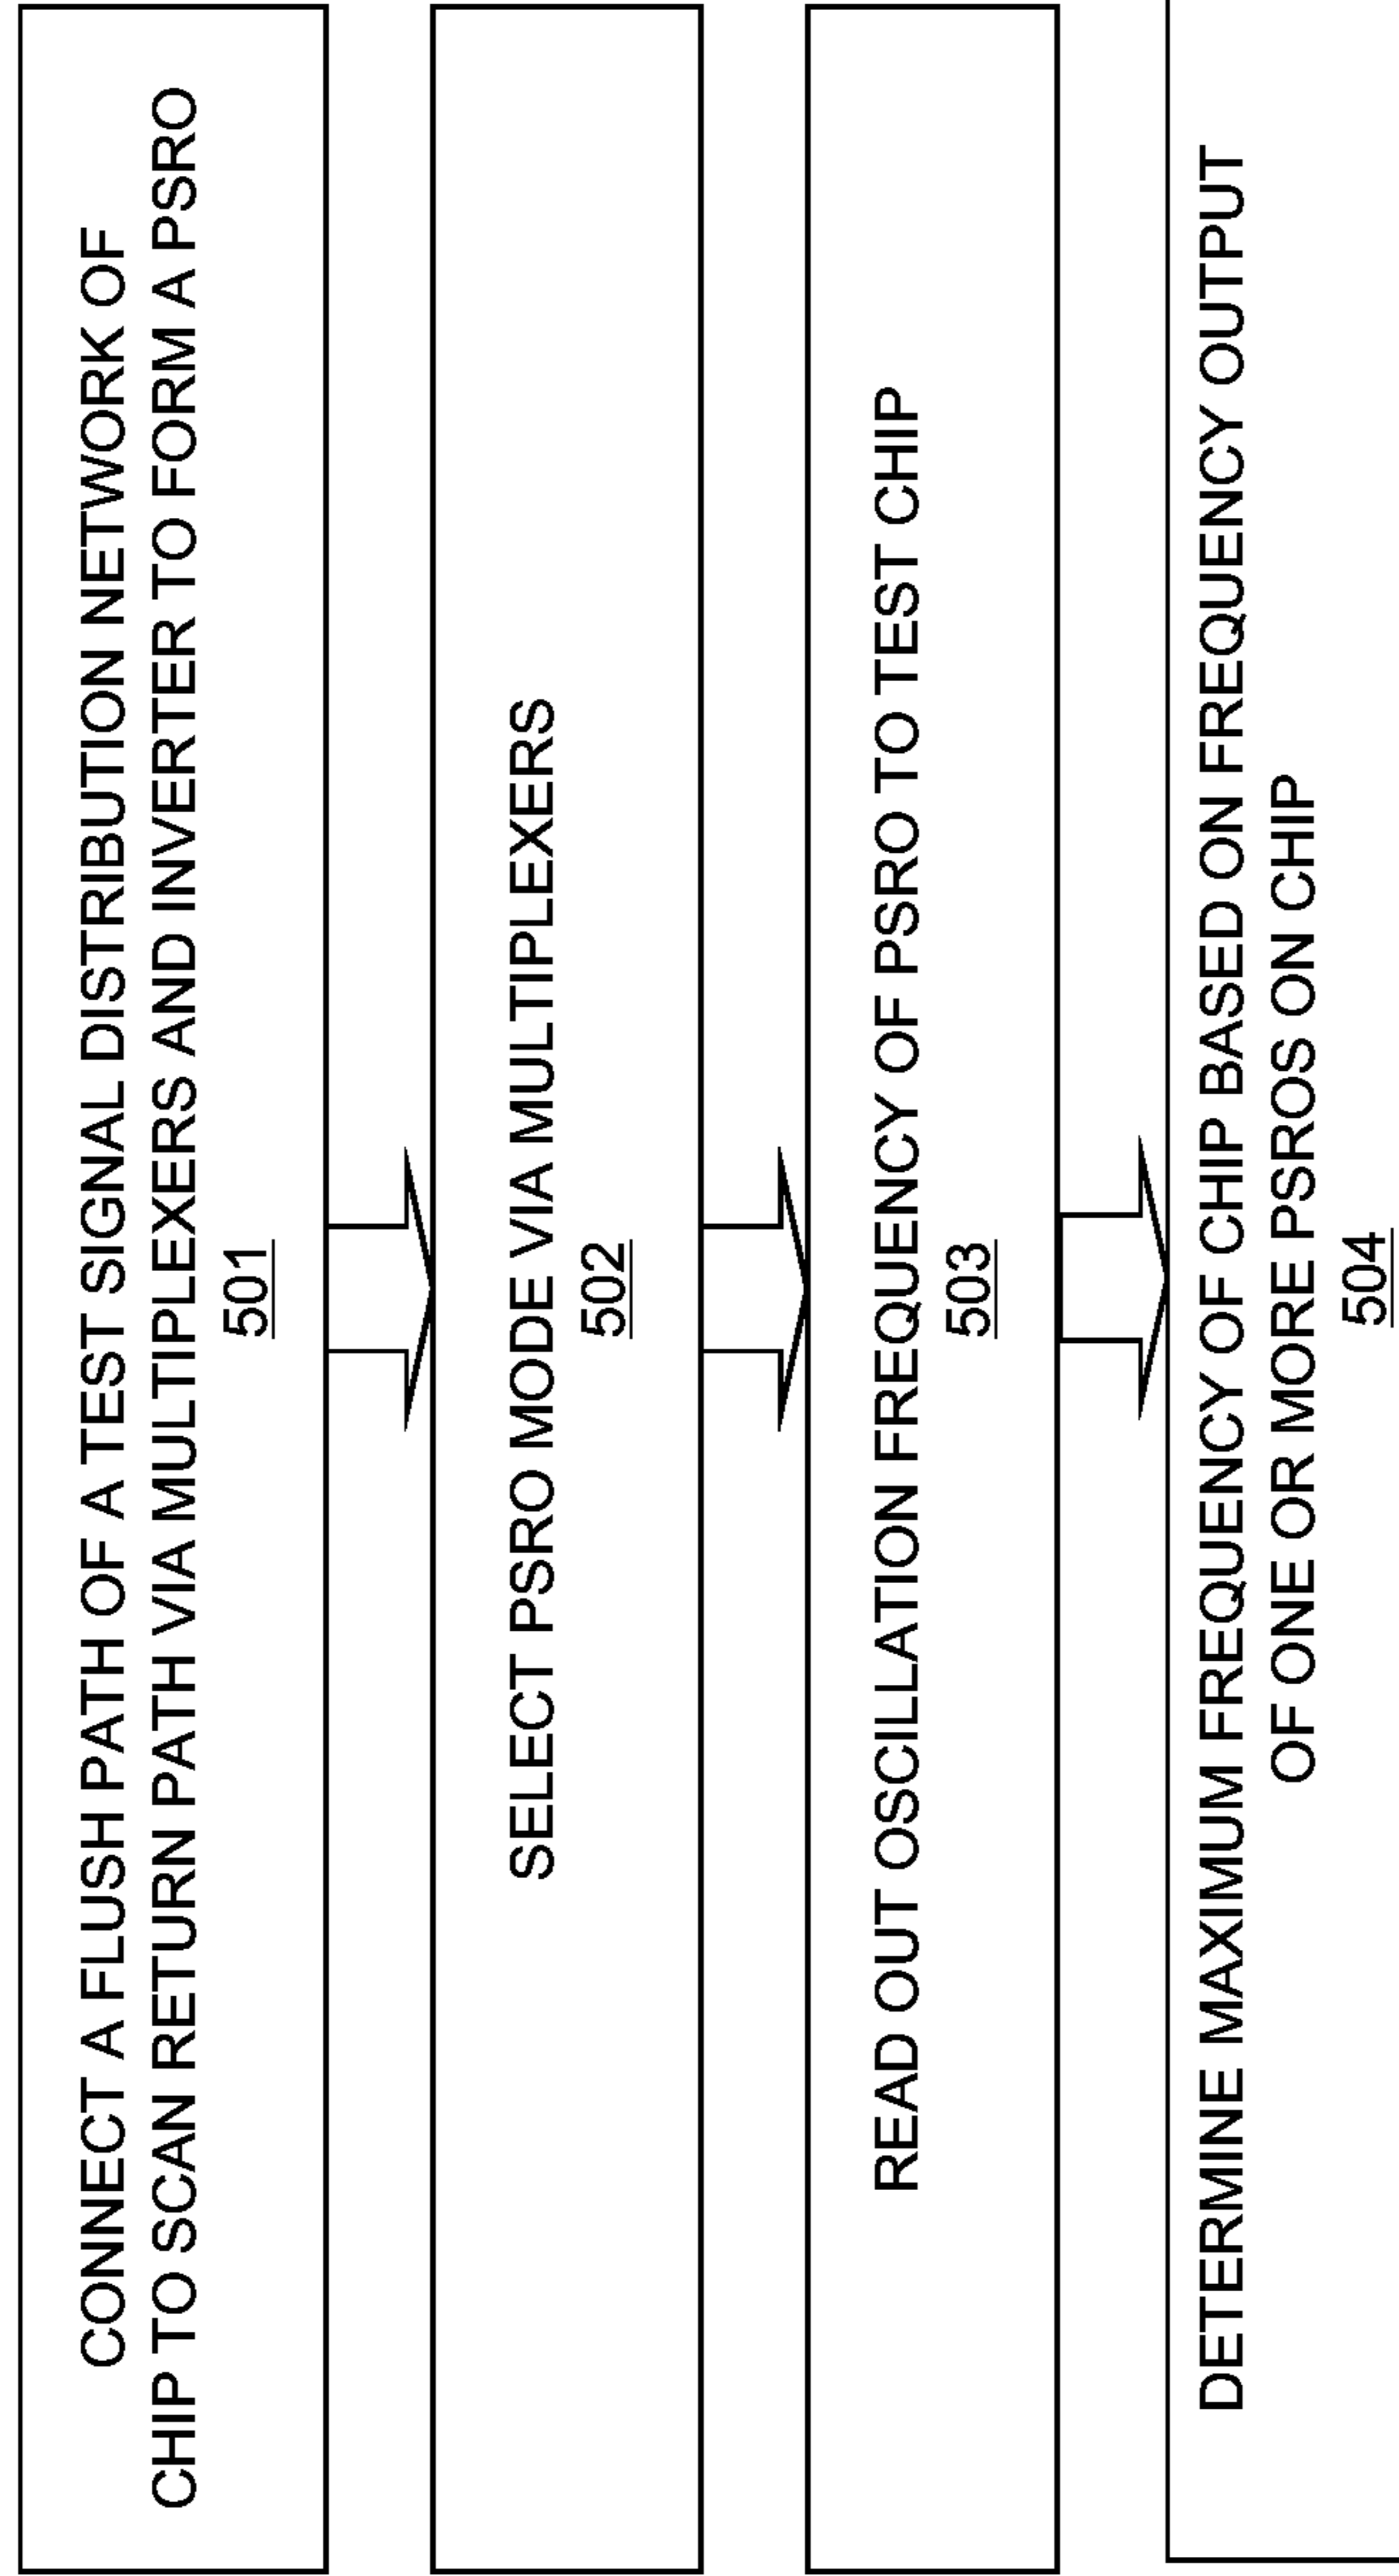 CONNECT A FLUSH PATH OF A TEST SIGNAL DISTRIBUTION NETWORK OF
CHIP TO SCAN RETURN PATH VIA MULTIPLEXERS AND INVERTER TO FORM A PSRO
501
SELECT PSRO MODE VIA MULTIPLEXERS
502
READ OUT OSCILLATION FREQUENCY OF PSRO TO TEST CHIP
503
DETERMINE MAXIMUM FREQUENCY OF CHIP BASED ON FREQUENCY OUTPUT
OF ONE OR MORE PSROS ON CHIP
504